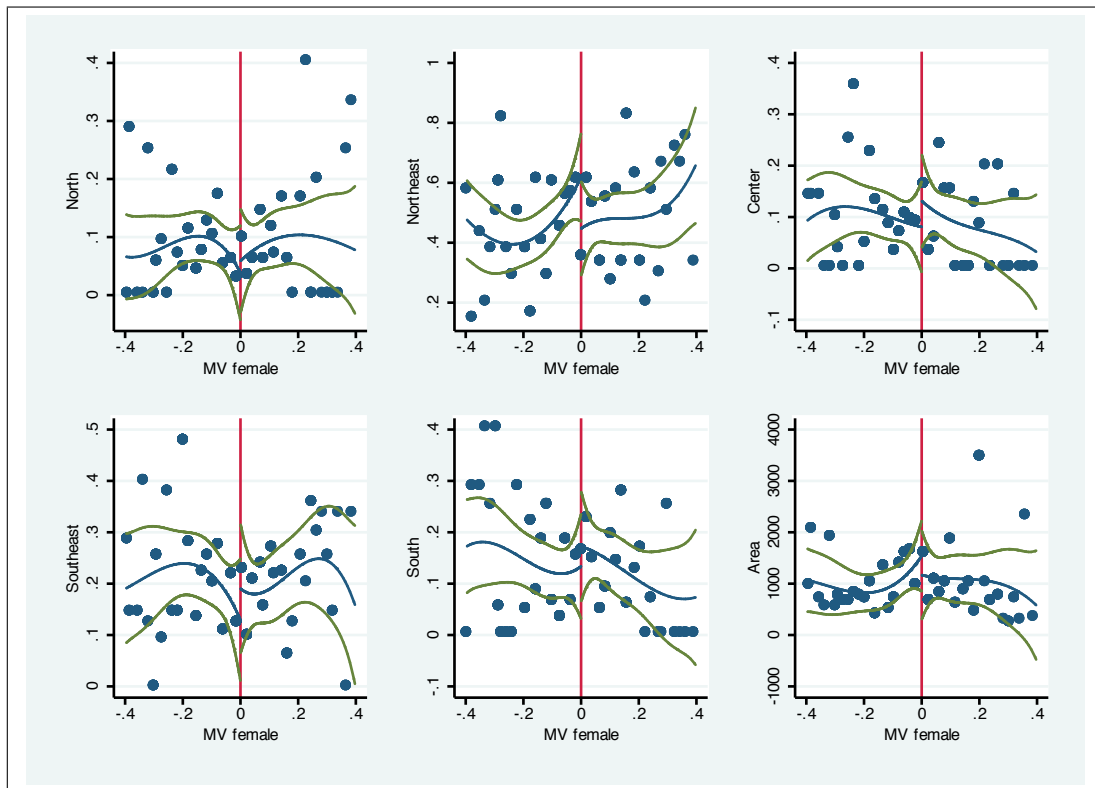 North
.4
.3
.2
.1
0
-.4 -.2 0 .2 .4
MV female
Northeast
1
.8
.6
.4
.2
-.4 -.2 0 .2 .4
MV female
Center
.4
.3
.2
.1
0
-.1
-.4 -.2 0 .2 .4
MV female
Southeast
.5
.4
.3
.2
.1
0
-.4 -.2 0 .2 .4
MV female
South
.4
.3
.2
.1
0
-.1
-.4 -.2 0 .2 .4
MV female
Area
4000
3000
2000
1000
0
-1000
-.4 -.2 0 .2 .4
MV female